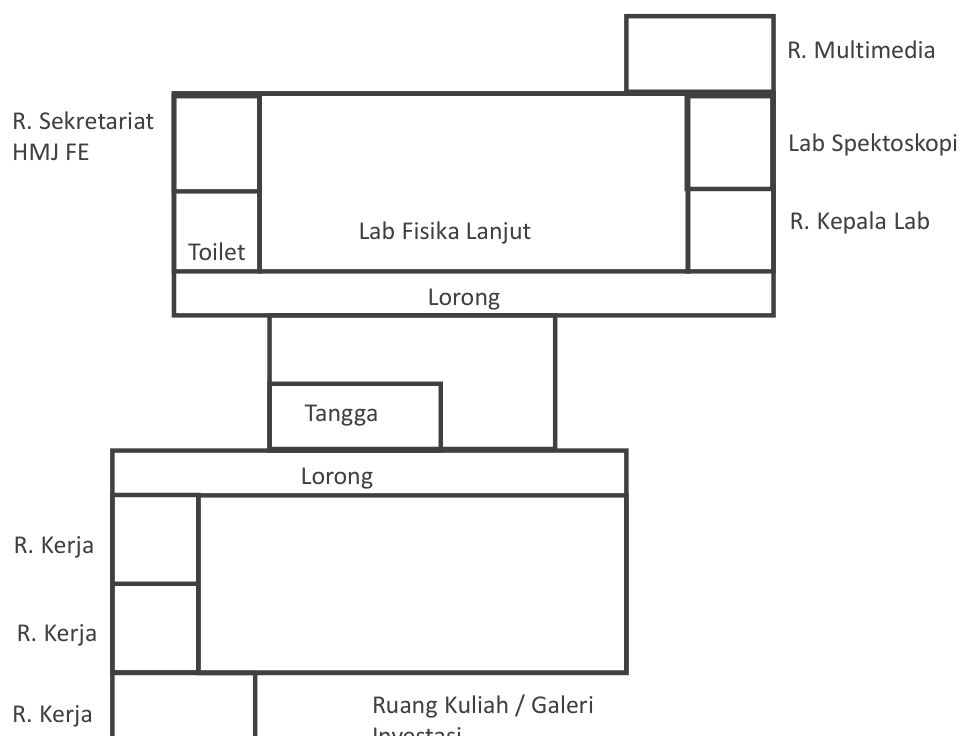 R. Multimedia
R. Sekretariat
HMJ FE
Lab Spektoskopi
R. Kepala Lab
Lab Fisika Lanjut
Toilet
Lorong
Tangga
Lorong
R. Kerja
R. Kerja
R. Kerja
Ruang Kuliah / Galeri
Investasi